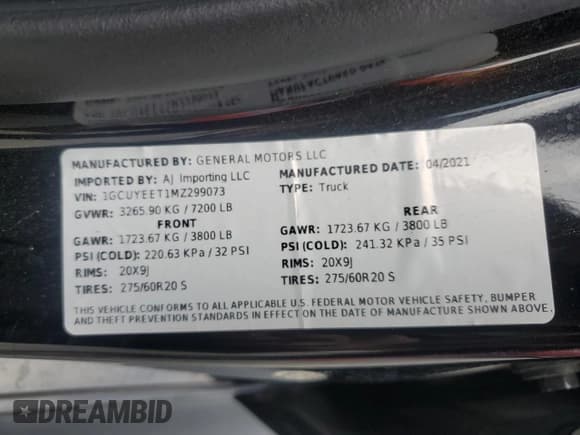 MANUFACTURED BY: GENERAL MOTORS LLC
IMPORTED BY: AJ Importing LLC
MANUFACTURED DATE: 04/2021
VIN: 1GCUYEET1MZ299073
TYPE: Truck
GVWR: 3265.90 KG / 7200 LB
FRONT
GAWR: 1723.67 KG / 3800 LB
PSI (COLD): 220.63 KPa / 32 PSI
RIMS: 20X9J
TIRES: 275/60R20 S
REAR
GAWR: 1723.67 KG / 3800 LB
PSI (COLD): 241.32 KPa / 35 PSI
RIMS: 20X9J
TIRES: 275/60R20 S
THIS VEHICLE CONFORMS TO ALL APPLICABLE U.S. FEDERAL MOTOR VEHICLE SAFETY, BUMPER
AND THEFT PREVENTION STANDARDS IN EFFECT ON THE DATE OF MANUFACTURE SHOWN ABOVE.
DREAMBID